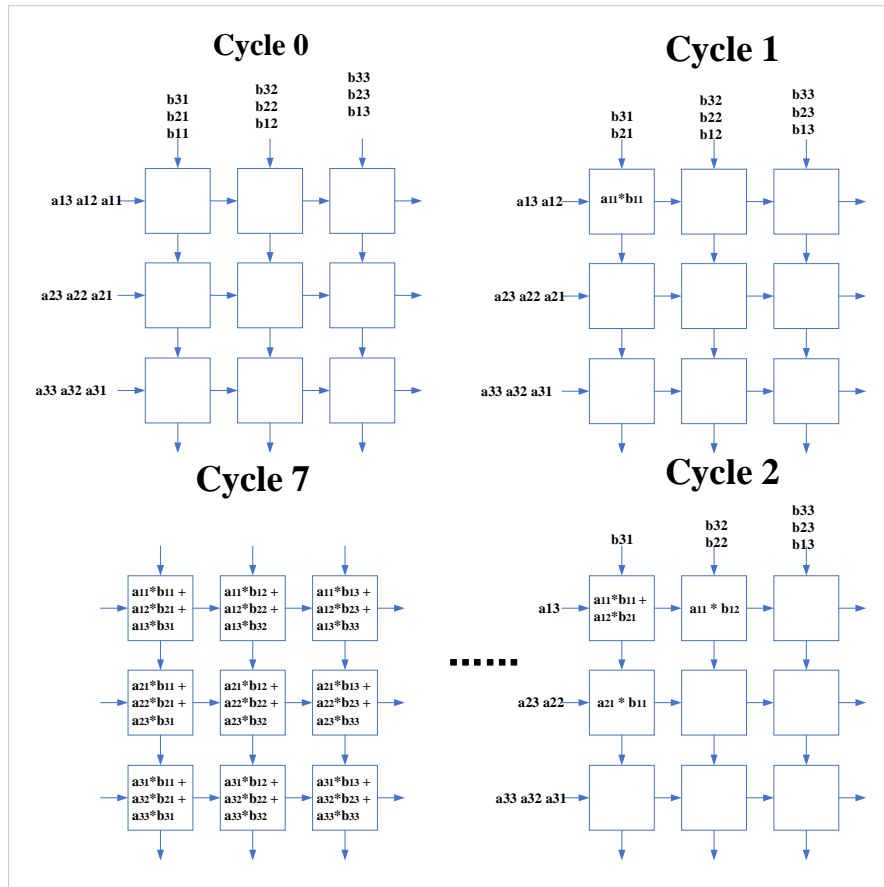 Cycle 0
b31
b21
b11
b32
b22
b12
b33
b23
b13
a13 a12 a11
a23 a22 a21
a33 a32 a31
Cycle 1
b31
b21
b32
b22
b12
b33
b23
b13
a13 a12
a11*b11
a23 a22 a21
a33 a32 a31
Cycle 7
a11*b11 +
a12*b21 +
a13*b31
a11*b12 +
a12*b22 +
a13*b32
a11*b13 +
a12*b23 +
a13*b33
a21*b11 +
a22*b21 +
a23*b31
a21*b12 +
a22*b22 +
a23*b32
a21*b13 +
a22*b23 +
a23*b33
a31*b11 +
a32*b21 +
a33*b31
a31*b12 +
a32*b22 +
a33*b32
a31*b13 +
a32*b23 +
a33*b33
......
Cycle 2
b31
b32
b22
b33
b23
b13
a13
a11*b11 +
a12*b21
a11 * b12
a23 a22
a21 * b11
a33 a32 a31